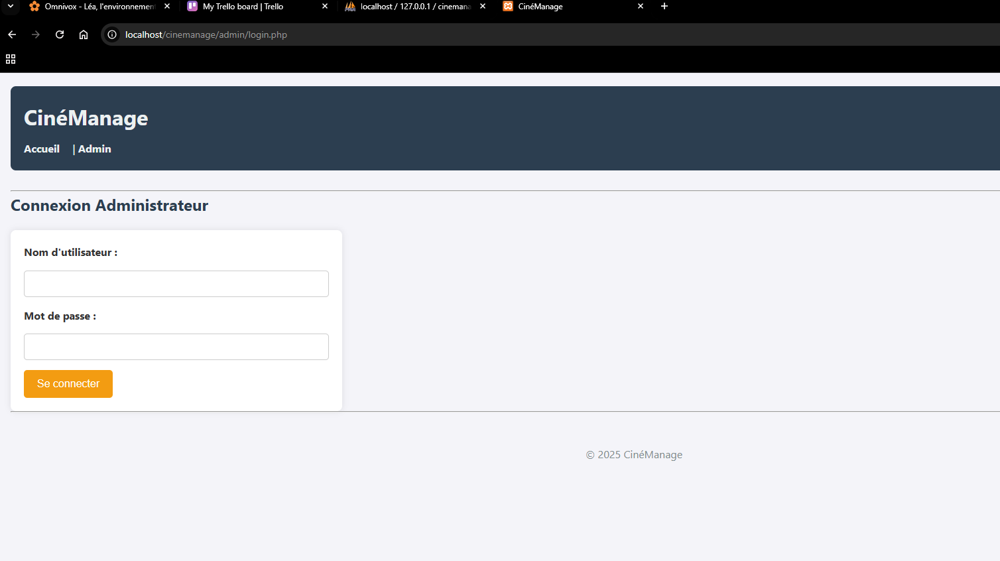 Omnivox - Léa, l'environnement
My Trello board | Trello
localhost / 127.0.0.1 / cinemana
CinéManage
localhost/cinemanage/admin/login.php
CinéManage
Accueil | Admin
Connexion Administrateur
Nom d'utilisateur :
Mot de passe :
Se connecter
© 2025 CinéManage